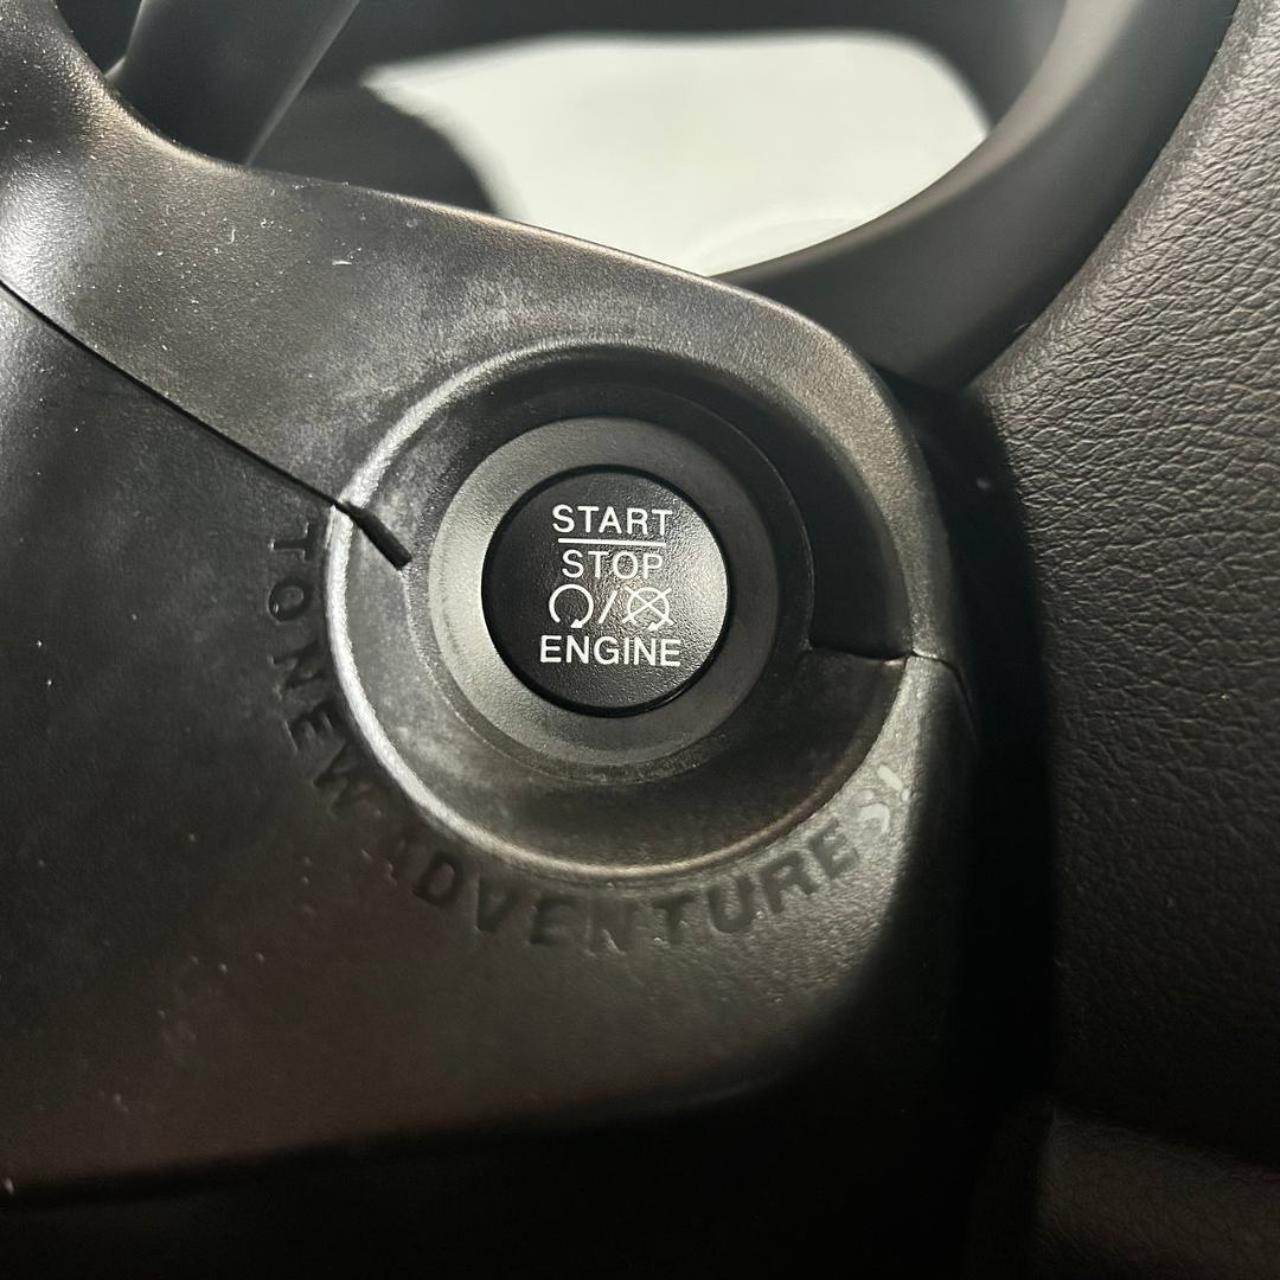 START
STOP
ENGINE
TO NEW ADVENTURES!